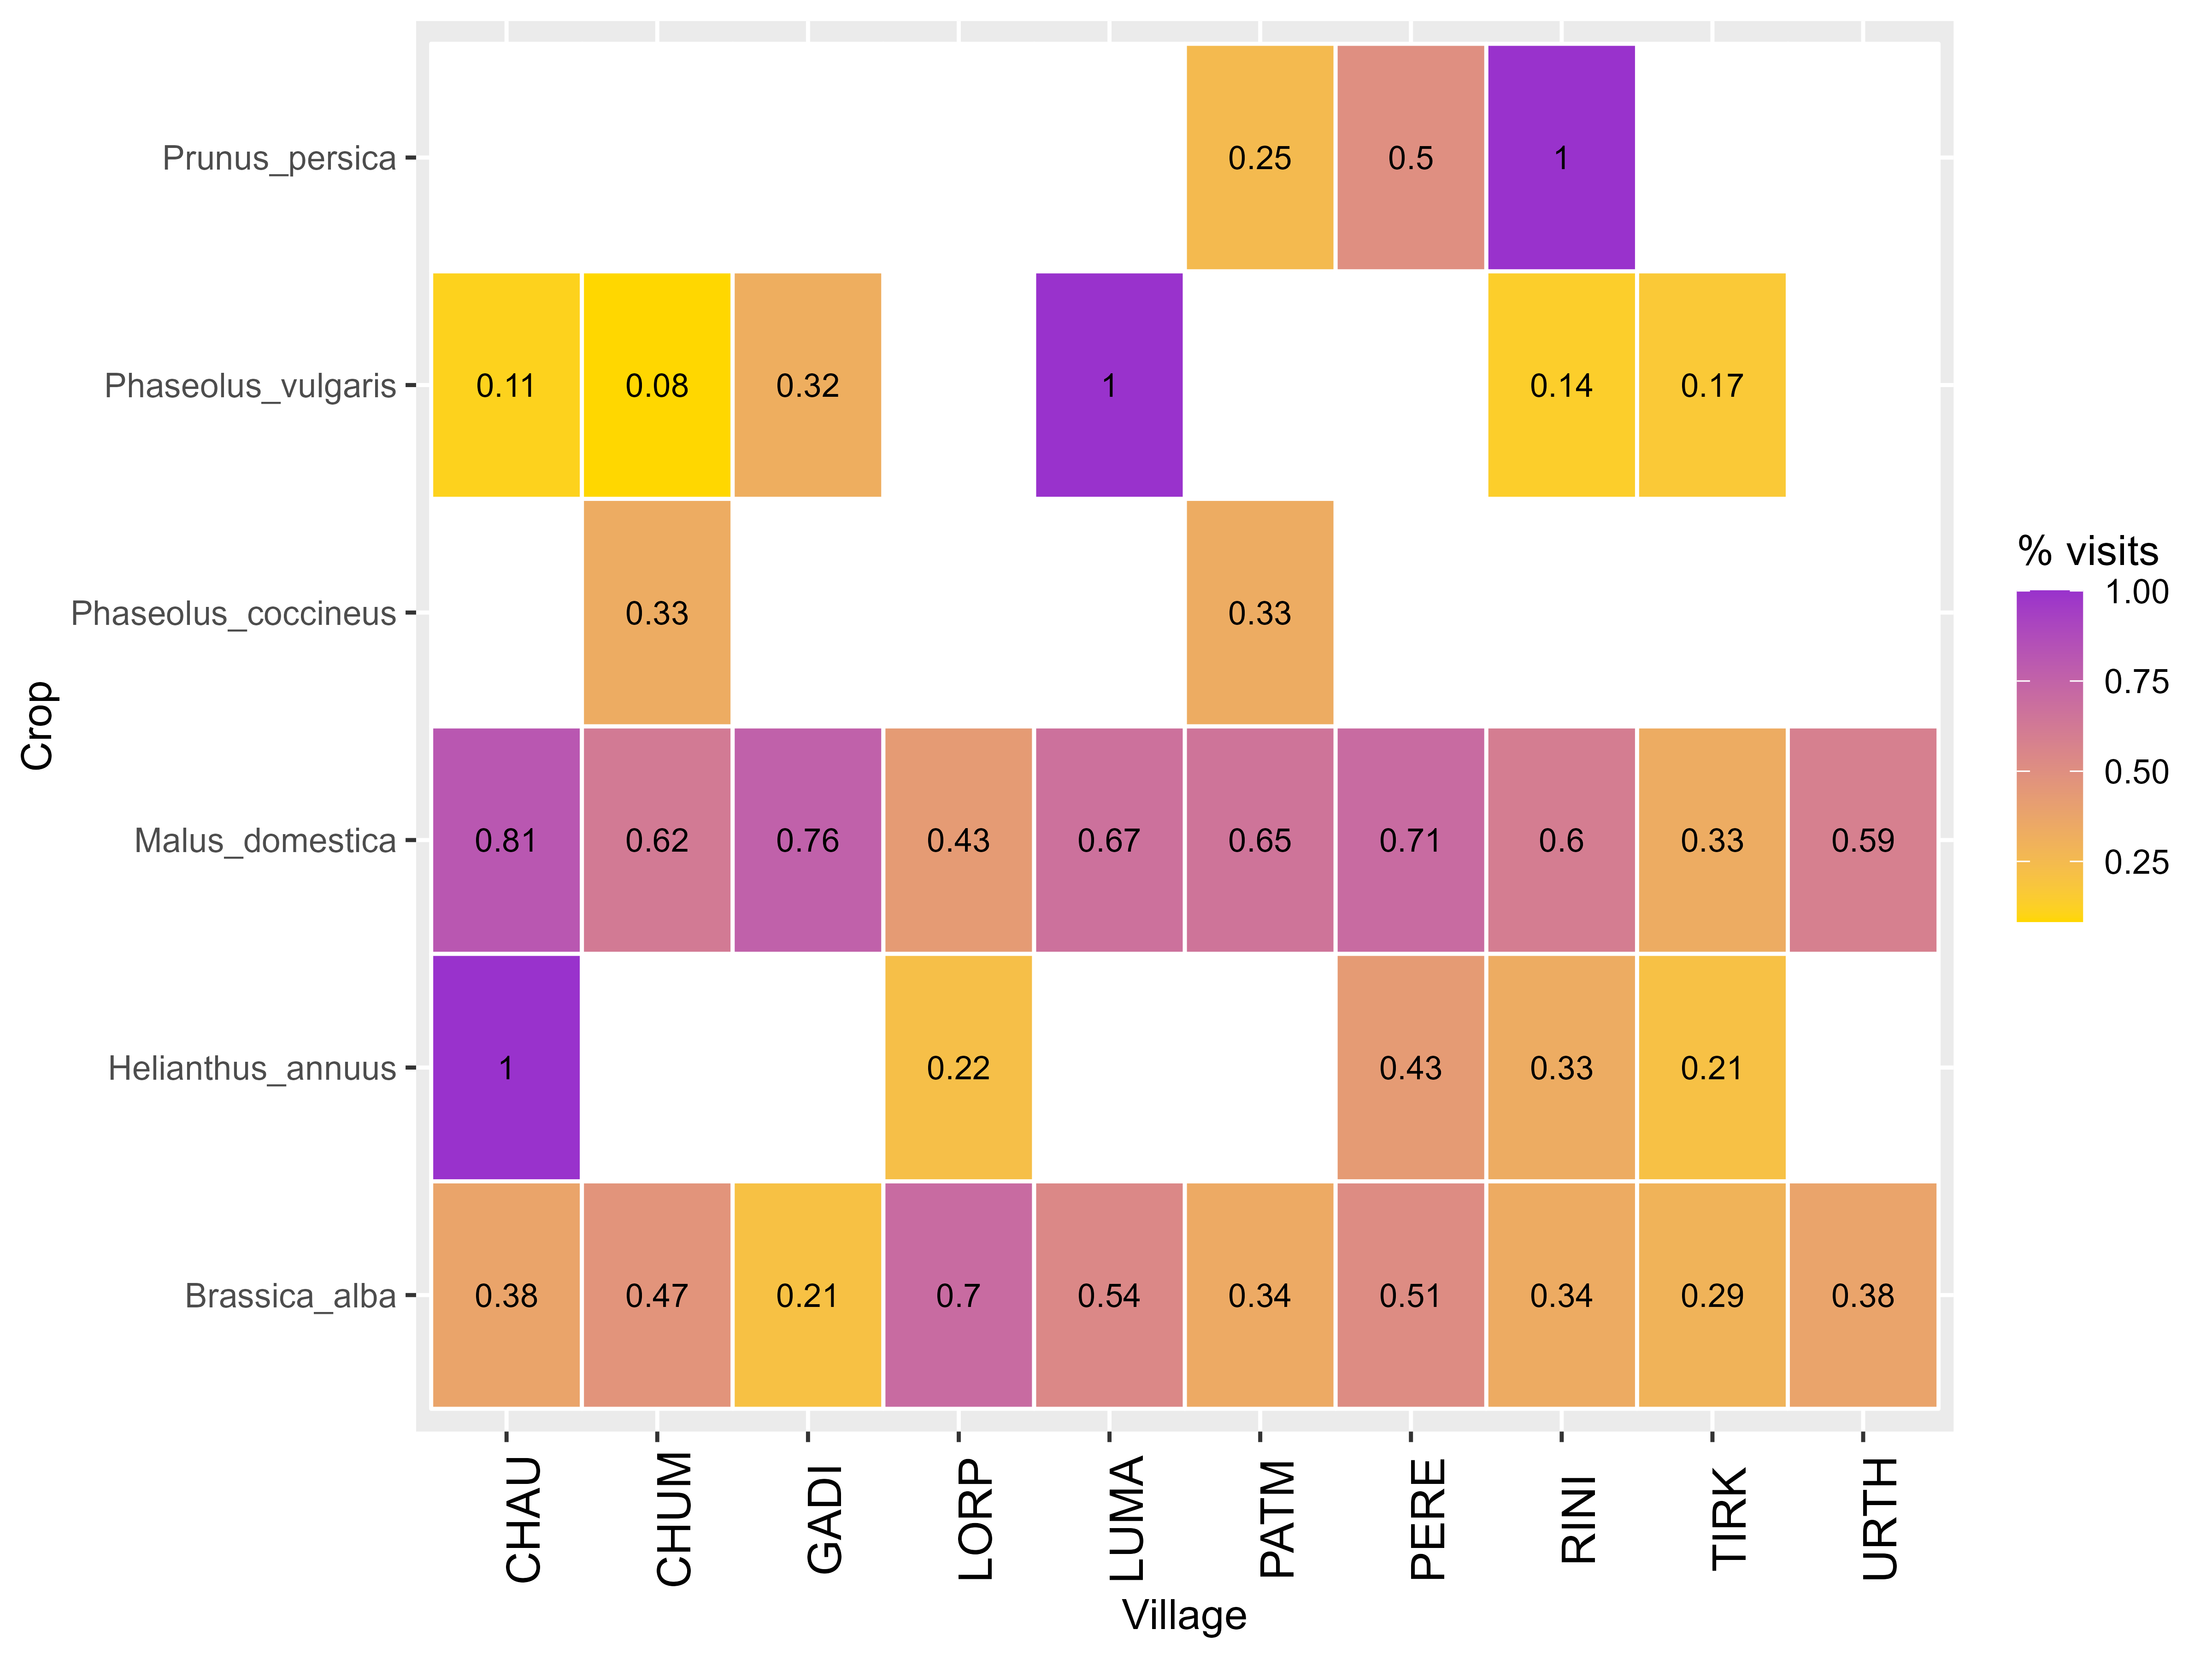 Prunus_persica
0.25 0.5 1
Phaseolus_vulgaris
0.11 0.08 0.32 1 0.14 0.17
Phaseolus_coccineus
0.33 0.33
Malus_domestica
0.81 0.62 0.76 0.43 0.67 0.65 0.71 0.6 0.33 0.59
Helianthus_annuus
1 0.22 0.43 0.33 0.21
Brassica_alba
0.38 0.47 0.21 0.7 0.54 0.34 0.51 0.34 0.29 0.38
Crop
CHAU
CHUM
GADI
LORP
LUMA
PATM
PERE
RINI
TIRK
URTH
Village
% visits
1.00
0.75
0.50
0.25